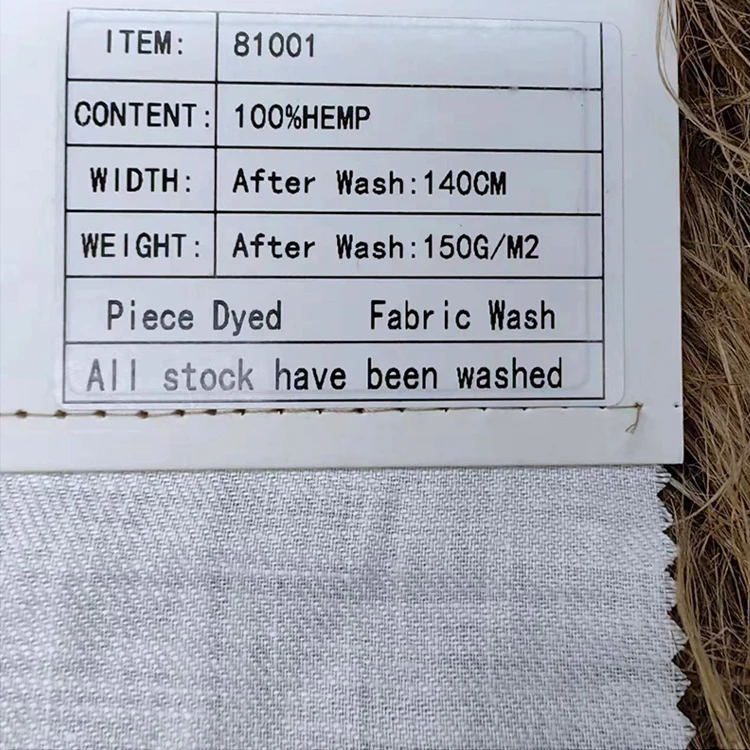 ITEM: 81001
CONTENT: 100%HEMP
WIDTH: After Wash:140CM
WEIGHT: After Wash:150G/M2
Piece Dyed Fabric Wash
All stock have been washed